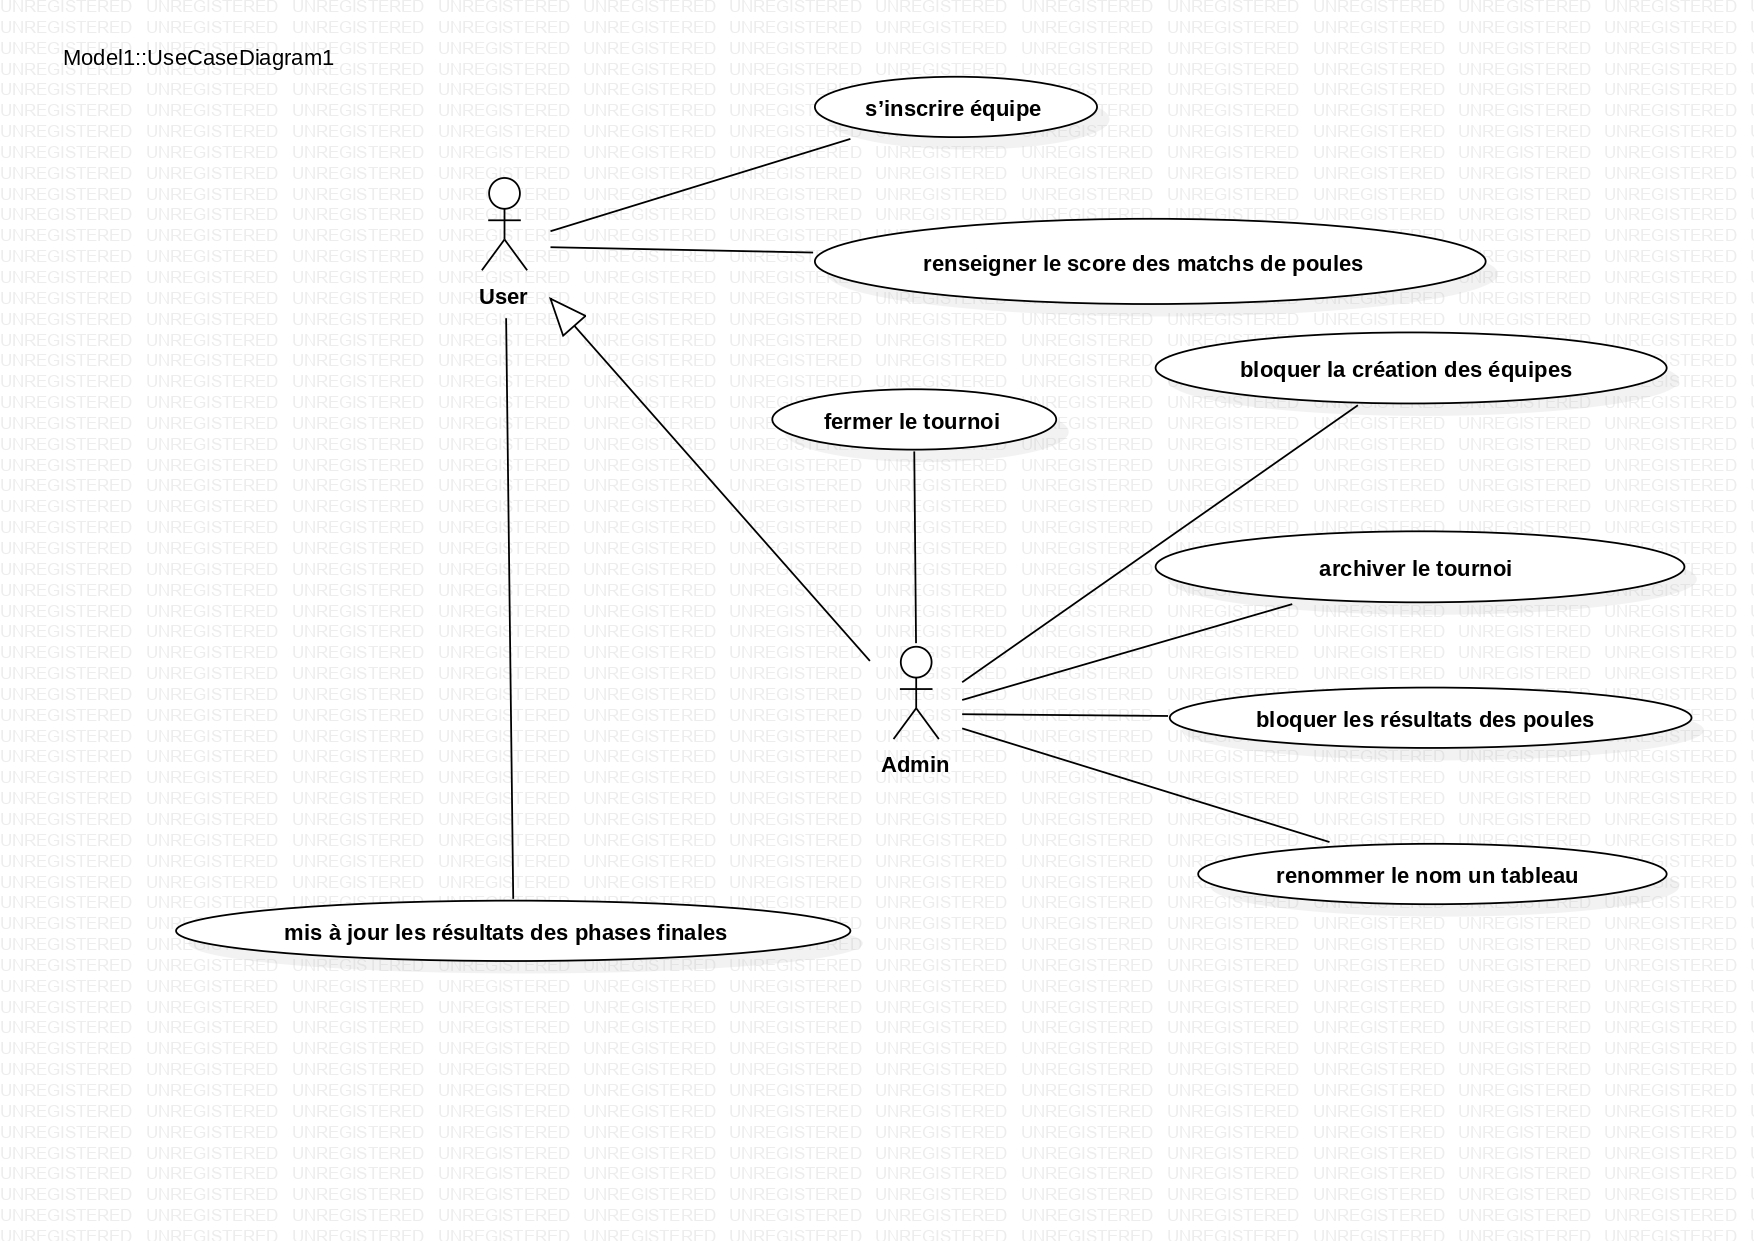 Model1::UseCaseDiagram1
s’inscrire équipe
renseigner le score des matchs de poules
User
bloquer la création des équipes
fermer le tournoi
archiver le tournoi
bloquer les résultats des poules
Admin
renommer le nom un tableau
mis à jour les résultats des phases finales
UNREGISTERED